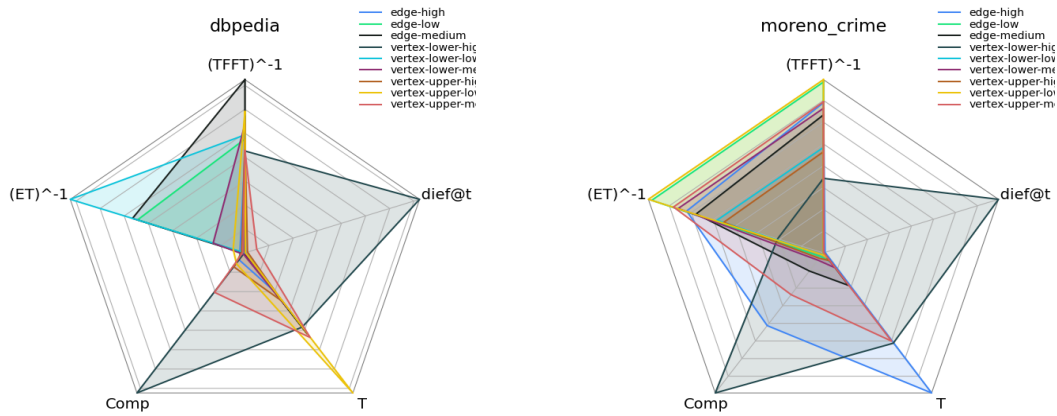 dbpedia
edge-high
edge-low
edge-medium
vertex-lower-hig
vertex-lower-low
vertex-lower-me
vertex-upper-hig
vertex-upper-low
vertex-upper-me
(TFFT)^-1
(ET)^-1
dief@t
Comp
T
moreno_crime
edge-high
edge-low
edge-medium
vertex-lower-hig
vertex-lower-low
vertex-lower-me
vertex-upper-hig
vertex-upper-low
vertex-upper-me
(TFFT)^-1
(ET)^-1
dief@t
Comp
T